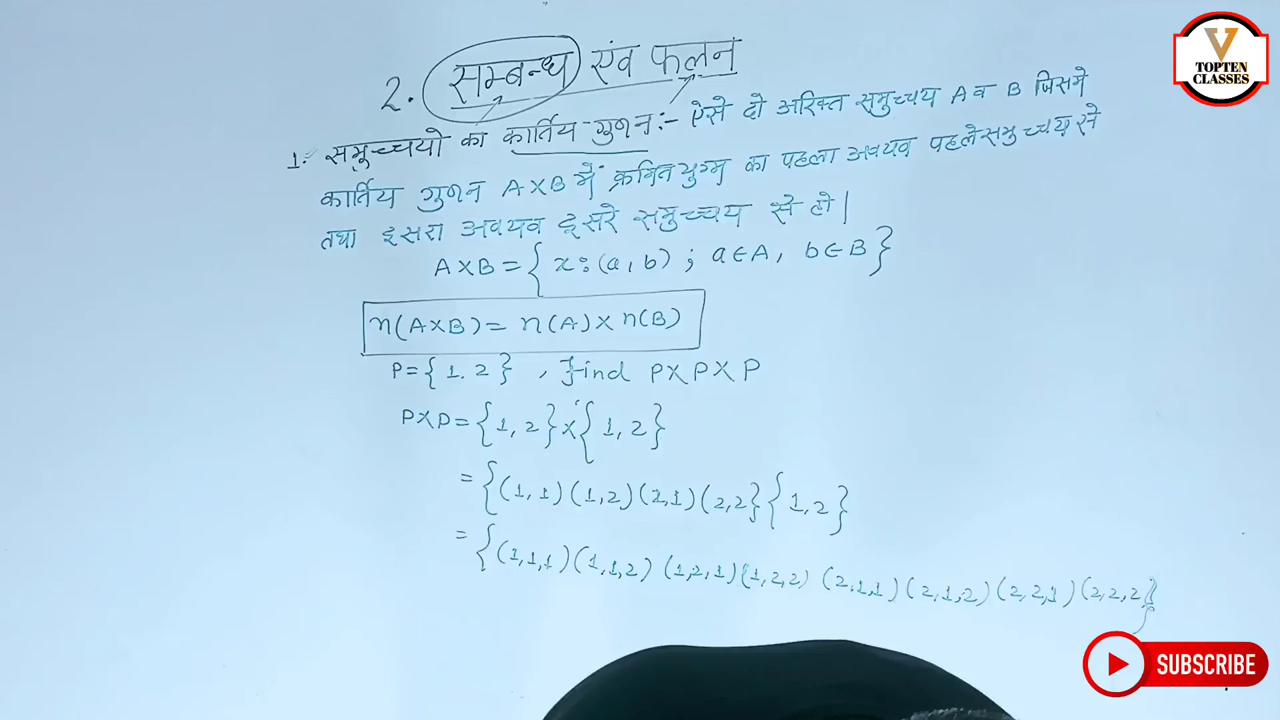 2. सम्बन्ध एंव फलन
1. समुच्चयो का कार्तिय गुणन :- ऐसे दो अरिक्त समुच्चय A व B जिसमे
कार्तिय गुणन A×B में क्रमित युग्म का पहला अवयव पहले समुच्चय से
तथा दुसरा अवयव दूसरे समुच्चय से हो |
A×B = { x : (a, b) ; a∈A, b∈B }
n(A×B) = n(A) × n(B)
P = { 1. 2 } , find P×P×P
P×P = { 1, 2 } × { 1, 2 }
= { (1, 1) (1, 2) (2, 1) (2, 2 } { 1, 2 }
= { (1, 1, 1) (1, 1, 2) (1, 2, 1) (1, 2, 2) (2, 1, 1) (2, 1, 2) (2, 2, 1) (2, 2, 2 }
TOPTEN
CLASSES
SUBSCRIBE